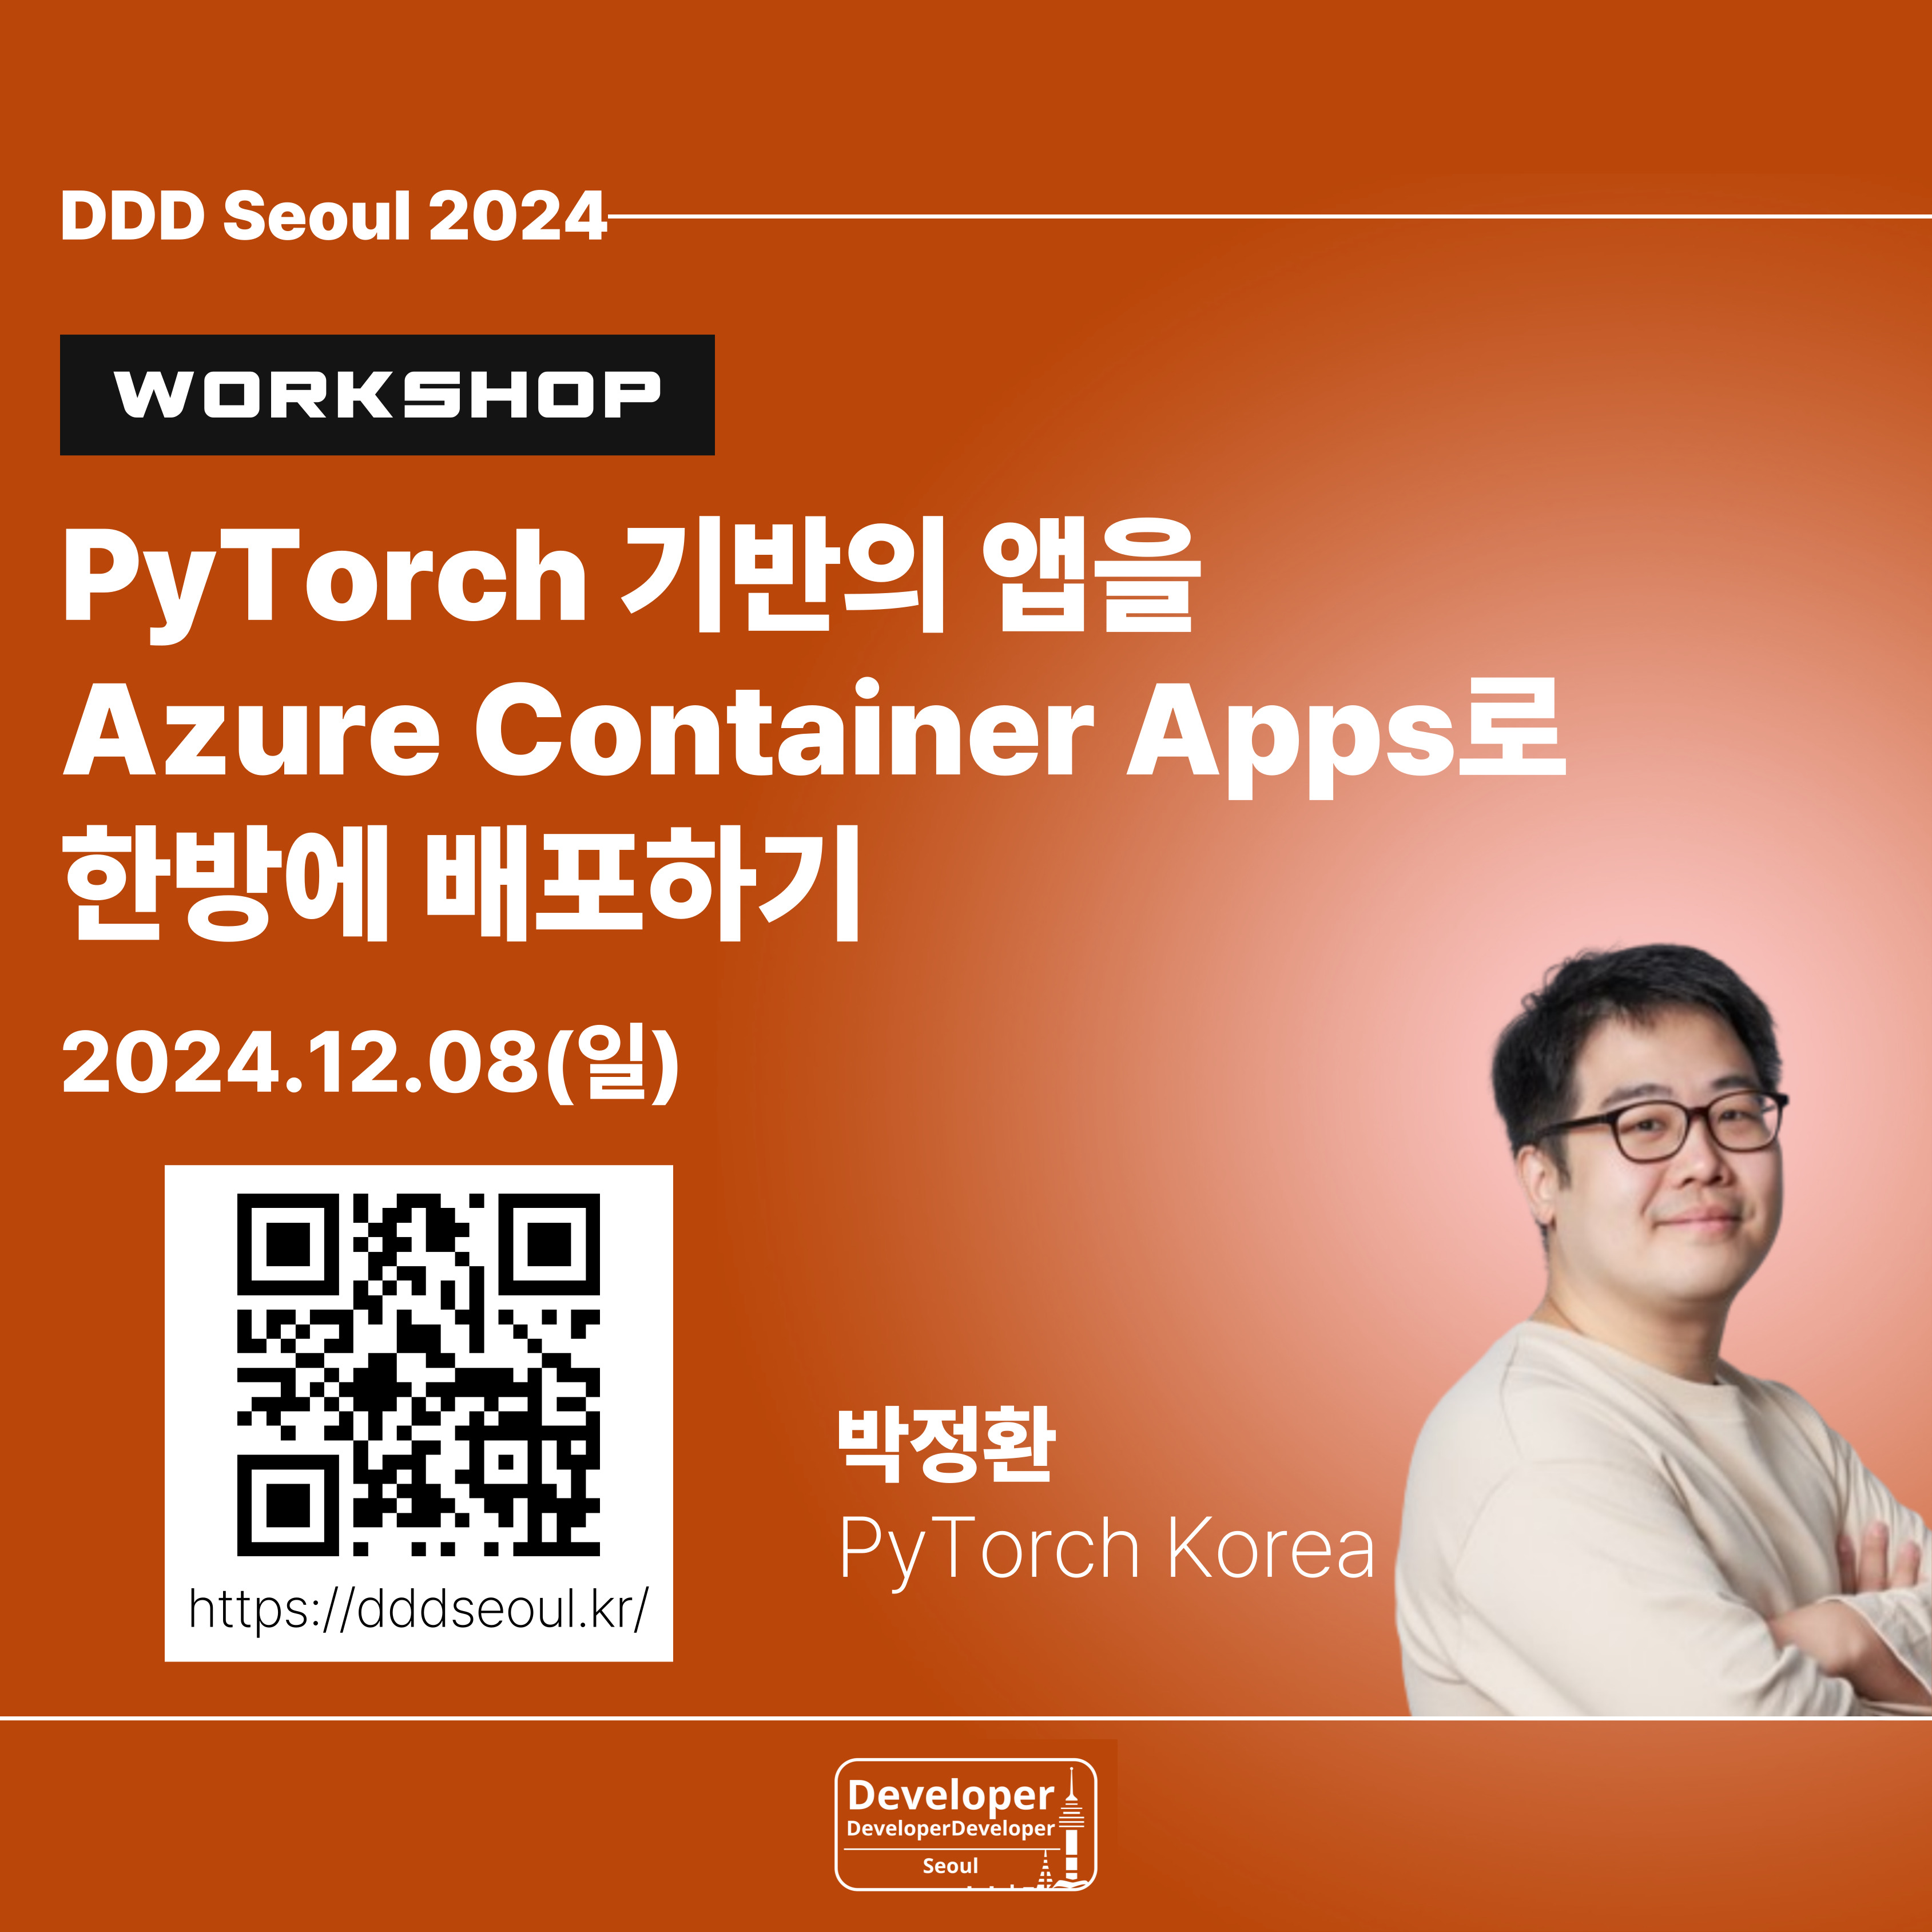 DDD Seoul 2024
WORKSHOP
PyTorch 기반의 앱을
Azure Container Apps로
한방에 배포하기
2024.12.08(일)
https://dddseoul.kr/
박정환
PyTorch Korea
Developer
DeveloperDeveloper
Seoul